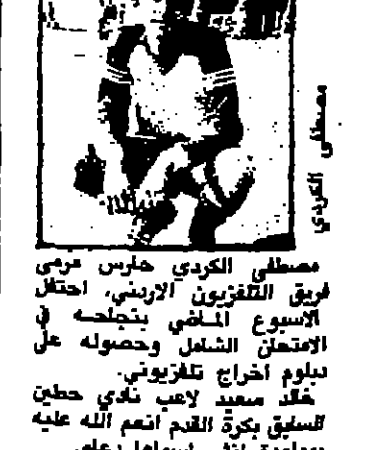 مصطفى الكردي
مصطفى الكردي حارس مرمى
فريق التلفزيون الاردني، احتفل
الاسبوع الماضي بنجاحه في
الامتحان الشامل وحصوله على
دبلوم اخراج تلفزيوني.
خالد سعيد لاعب نادي حطين
السابق بكرة القدم انعم الله عليه